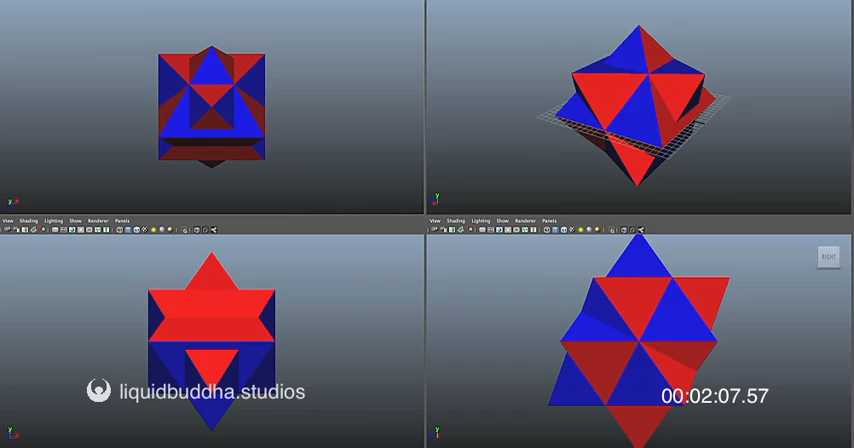 y
x
y
View Shading Lighting Show Renderer Panels
View Shading Lighting Show Renderer Panels
RIGHT
liquidbuddha.studios
00:02:07.57
y
x
y